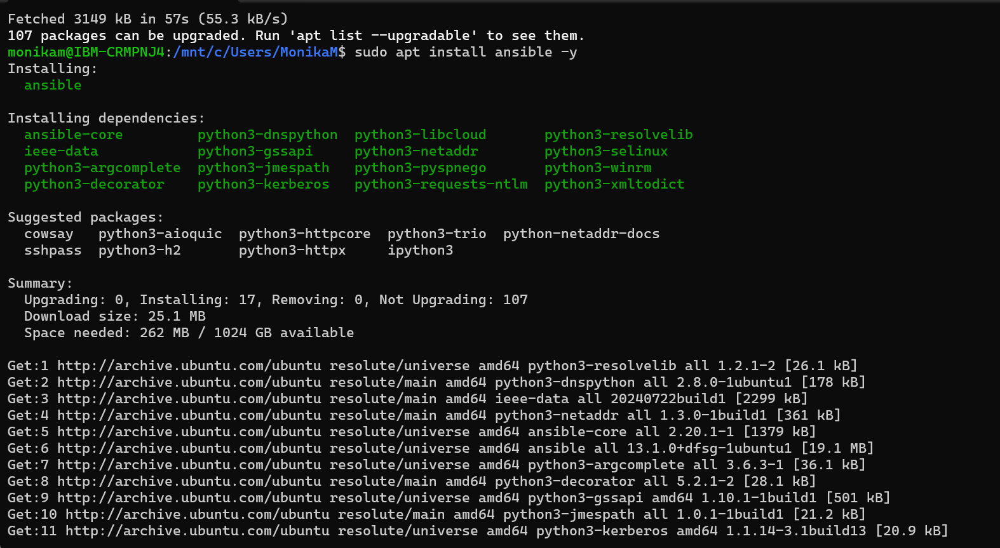 Fetched 3149 kB in 57s (55.3 kB/s)
107 packages can be upgraded. Run 'apt list --upgradable' to see them.
monikam@IBM-CRMPNJ4:/mnt/c/Users/MonikaM$ sudo apt install ansible -y
Installing:
  ansible

Installing dependencies:
  ansible-core         python3-dnspython  python3-libcloud       python3-resolvelib
  ieee-data            python3-gssapi     python3-netaddr        python3-selinux
  python3-argcomplete  python3-jmespath   python3-pyspnego       python3-winrm
  python3-decorator    python3-kerberos   python3-requests-ntlm  python3-xmltodict

Suggested packages:
  cowsay   python3-aioquic  python3-httpcore  python3-trio  python-netaddr-docs
  sshpass  python3-h2       python3-httpx     ipython3

Summary:
  Upgrading: 0, Installing: 17, Removing: 0, Not Upgrading: 107
  Download size: 25.1 MB
  Space needed: 262 MB / 1024 GB available

Get:1 http://archive.ubuntu.com/ubuntu resolute/universe amd64 python3-resolvelib all 1.2.1-2 [26.1 kB]
Get:2 http://archive.ubuntu.com/ubuntu resolute/main amd64 python3-dnspython all 2.8.0-1ubuntu1 [178 kB]
Get:3 http://archive.ubuntu.com/ubuntu resolute/main amd64 ieee-data all 20240722build1 [2299 kB]
Get:4 http://archive.ubuntu.com/ubuntu resolute/main amd64 python3-netaddr all 1.3.0-1build1 [361 kB]
Get:5 http://archive.ubuntu.com/ubuntu resolute/universe amd64 ansible-core all 2.20.1-1 [1379 kB]
Get:6 http://archive.ubuntu.com/ubuntu resolute/universe amd64 ansible all 13.1.0+dfsg-1ubuntu1 [19.1 MB]
Get:7 http://archive.ubuntu.com/ubuntu resolute/universe amd64 python3-argcomplete all 3.6.3-1 [36.1 kB]
Get:8 http://archive.ubuntu.com/ubuntu resolute/main amd64 python3-decorator all 5.2.1-2 [28.1 kB]
Get:9 http://archive.ubuntu.com/ubuntu resolute/universe amd64 python3-gssapi amd64 1.10.1-1build1 [501 kB]
Get:10 http://archive.ubuntu.com/ubuntu resolute/main amd64 python3-jmespath all 1.0.1-1build1 [21.2 kB]
Get:11 http://archive.ubuntu.com/ubuntu resolute/universe amd64 python3-kerberos amd64 1.1.14-3.1build13 [20.9 kB]